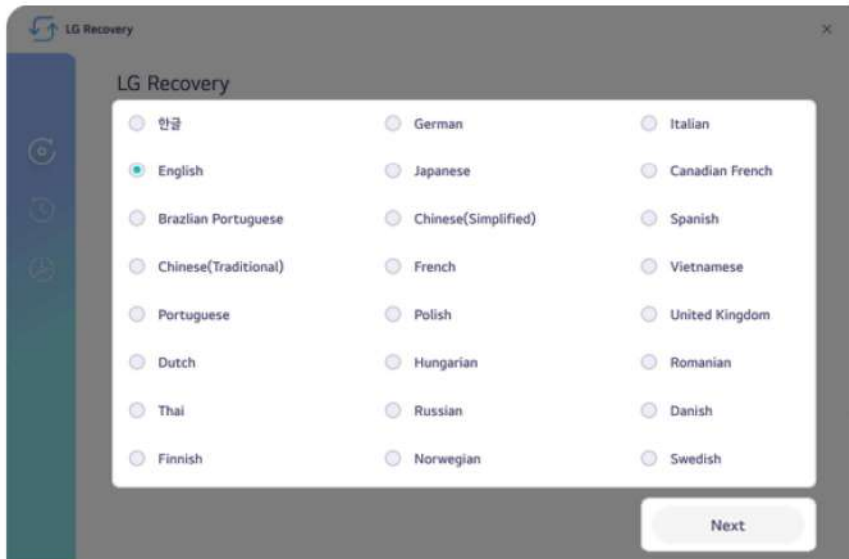 LG Recovery
LG Recovery
한글 German Italian
English Japanese Canadian French
Brazlian Portuguese Chinese(Simplified) Spanish
Chinese(Traditional) French Vietnamese
Portuguese Polish United Kingdom
Dutch Hungarian Romanian
Thai Russian Danish
Finnish Norwegian Swedish
Next